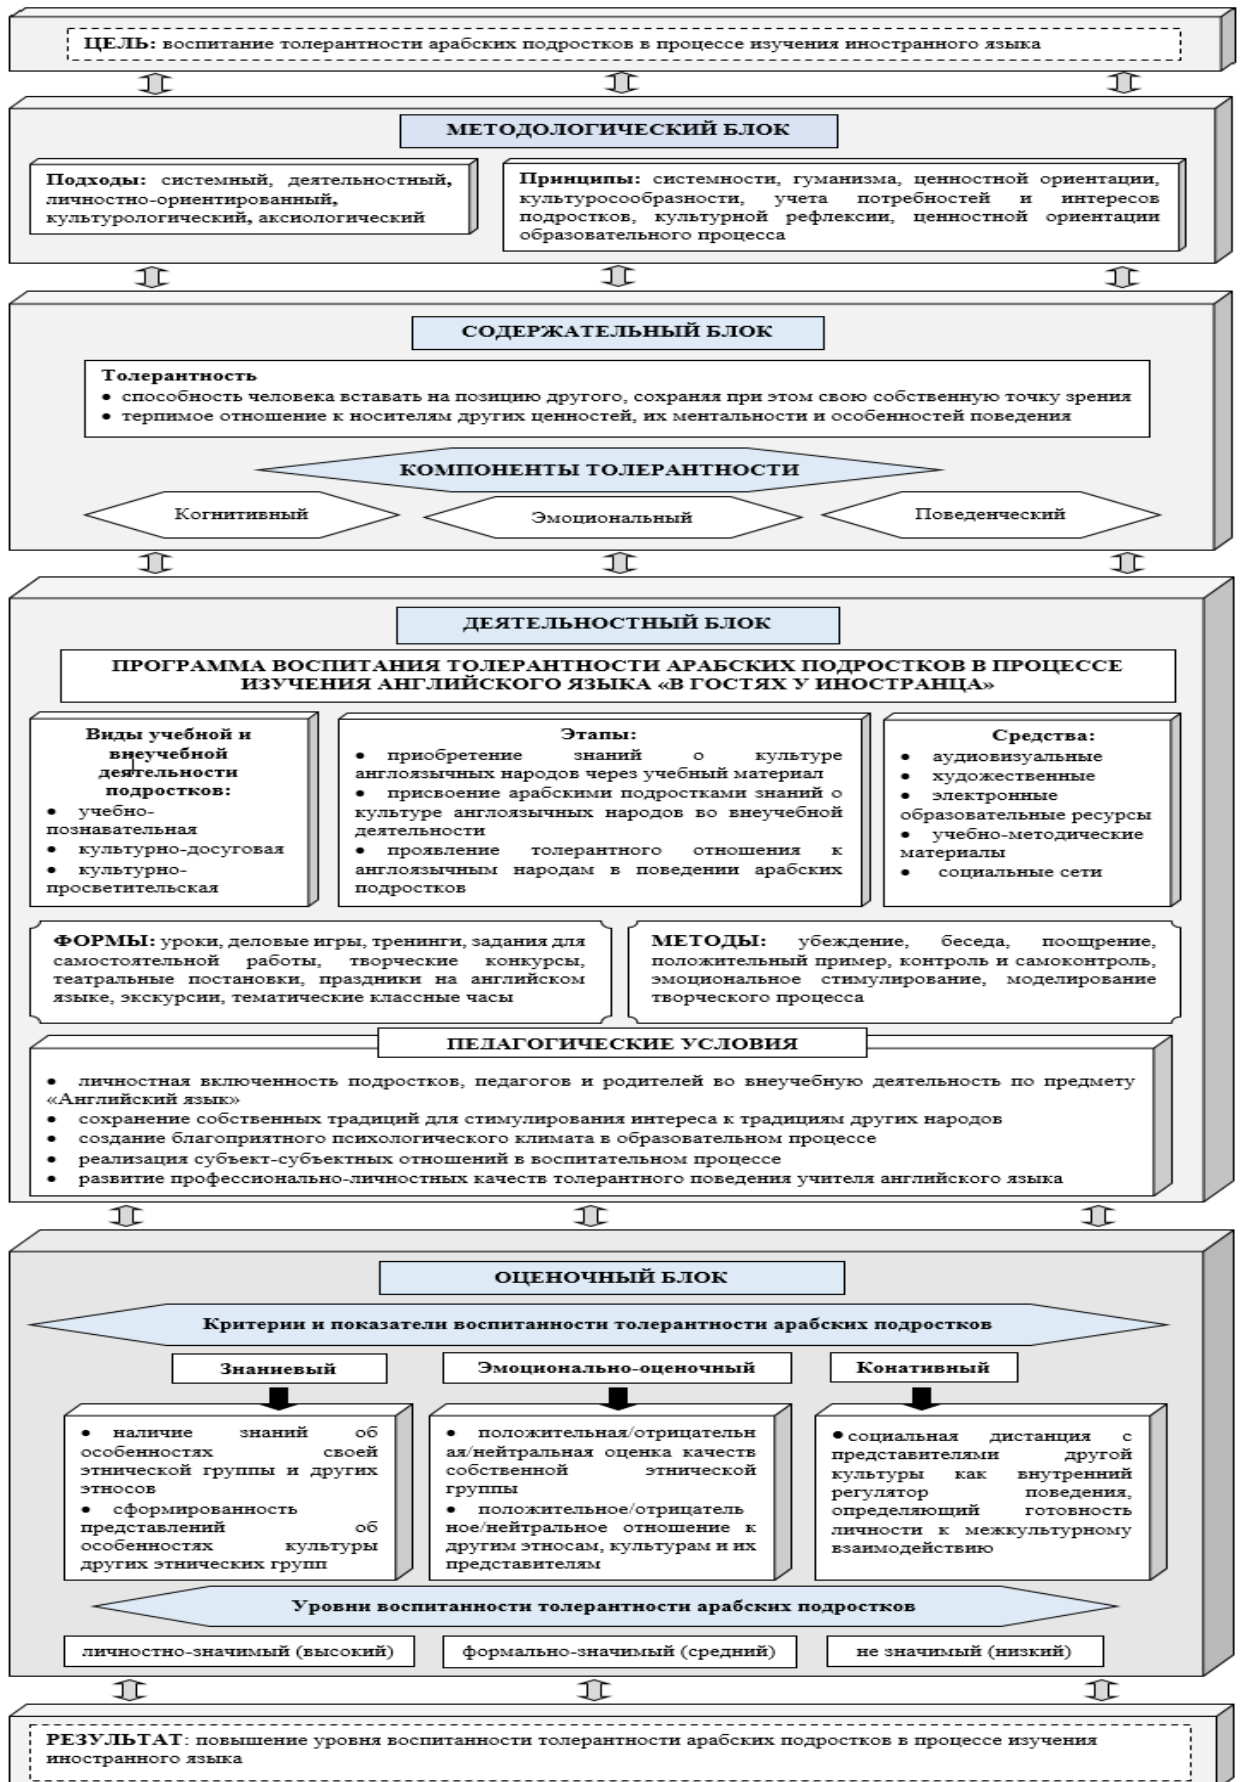 ЦЕЛЬ: воспитание толерантности арабских подростков в процессе изучения иностранного языка
МЕТОДОЛОГИЧЕСКИЙ БЛОК
Подходы: системный, деятельностный,
личностно-ориентированный,
культурологический, аксиологический
Принципы: системности, гуманизма, ценностной ориентации,
культуросообразности, учета потребностей и интересов
подростков, культурной рефлексии, ценностной ориентации
образовательного процесса
СОДЕРЖАТЕЛЬНЫЙ БЛОК
Толерантность
• способность человека вставать на позицию другого, сохраняя при этом свою собственную точку зрения
• терпимое отношение к носителям других ценностей, их ментальности и особенностей поведения
КОМПОНЕНТЫ ТОЛЕРАНТНОСТИ
Когнитивный
Эмоциональный
Поведенческий
ДЕЯТЕЛЬНОСТНЫЙ БЛОК
ПРОГРАММА ВОСПИТАНИЯ ТОЛЕРАНТНОСТИ АРАБСКИХ ПОДРОСТКОВ В ПРОЦЕССЕ
ИЗУЧЕНИЯ АНГЛИЙСКОГО ЯЗЫКА «В ГОСТЯХ У ИНОСТРАНЦА»
Виды учебной и
внеучебной
деятельности
подростков:
• учебно-
познавательная
• культурно-досуговая
• культурно-
просветительская
Этапы:
• приобретение знаний о культуре
англоязычных народов через учебный материал
• присвоение арабскими подростками знаний о
культуре англоязычных народов во внеучебной
деятельности
• проявление толерантного отношения к
англоязычным народам в поведении арабских
подростков
Средства:
• аудиовизуальные
• художественные
• электронные
образовательные ресурсы
• учебно-методические
материалы
• социальные сети
ФОРМЫ: уроки, деловые игры, тренинги, задания для
самостоятельной работы, творческие конкурсы,
театральные постановки, праздники на английском
языке, экскурсии, тематические классные часы
МЕТОДЫ: убеждение, беседа, поощрение,
положительный пример, контроль и самоконтроль,
эмоциональное стимулирование, моделирование
творческого процесса
ПЕДАГОГИЧЕСКИЕ УСЛОВИЯ
• личностная включенность подростков, педагогов и родителей во внеучебную деятельность по предмету
«Английский язык»
• сохранение собственных традиций для стимулирования интереса к традициям других народов
• создание благоприятного психологического климата в образовательном процессе
• реализация субъект-субъектных отношений в воспитательном процессе
• развитие профессионально-личностных качеств толерантного поведения учителя английского языка
ОЦЕНОЧНЫЙ БЛОК
Критерии и показатели воспитанности толерантности арабских подростков
Знаниевый
Эмоционально-оценочный
Конативный
• наличие знаний об
особенностях своей
этнической группы и других
этносов
• сформированность
представлений об
особенностях культуры
других этнических групп
• положительная/отрицательн
ая/нейтральная оценка качеств
собственной этнической
группы
• положительное/отрицатель
ное/нейтральное отношение к
другим этносам, культурам и их
представителям
• социальная дистанция с
представителями другой
культуры как внутренний
регулятор поведения,
определяющий готовность
личности к межкультурному
взаимодействию
Уровни воспитанности толерантности арабских подростков
личностно-значимый (высокий)
формально-значимый (средний)
не значимый (низкий)
РЕЗУЛЬТАТ: повышение уровня воспитанности толерантности арабских подростков в процессе изучения
иностранного языка